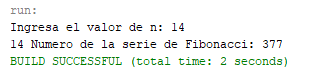 run:
Ingresa el valor de n: 14
14 Numero de la serie de Fibonacci: 377
BUILD SUCCESSFUL (total time: 2 seconds)